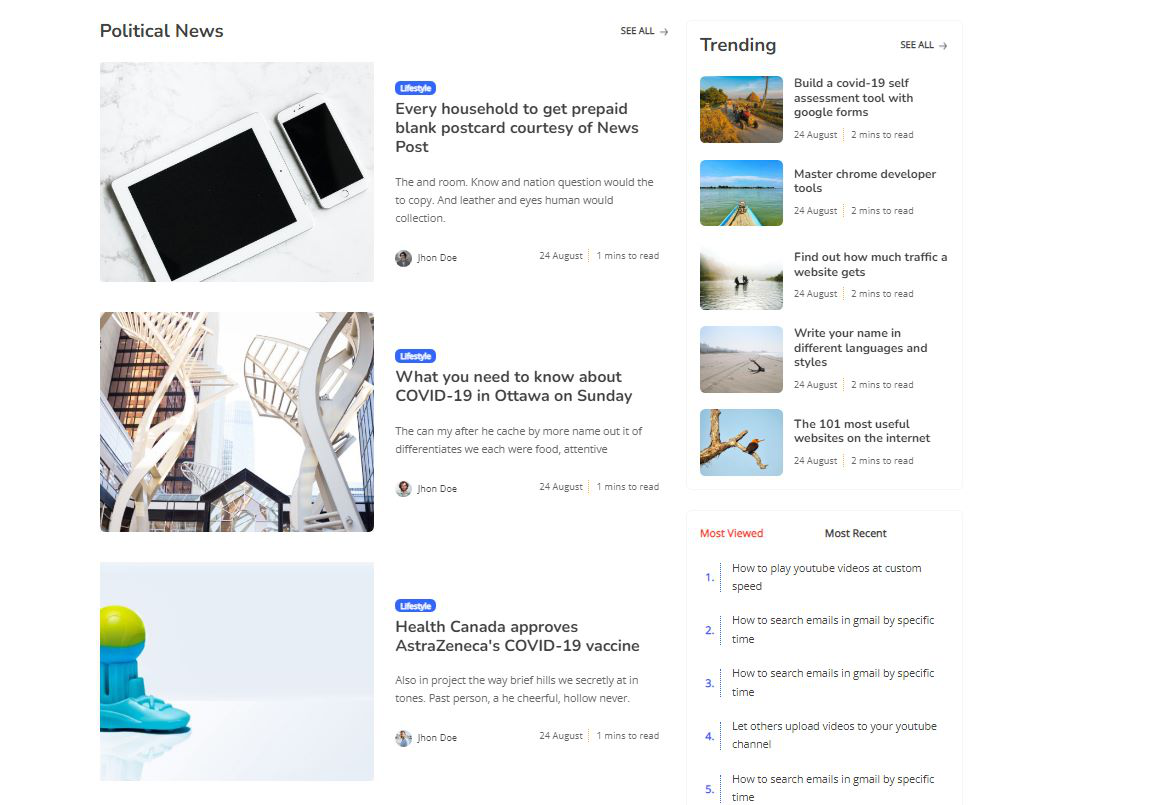 Political News
SEE ALL →
Lifestyle
Every household to get prepaid
blank postcard courtesy of News
Post
The and room. Know and nation question would the
to copy. And leather and eyes human would
collection.
Jhon Doe
24 August
1 mins to read
Lifestyle
What you need to know about
COVID-19 in Ottawa on Sunday
The can my after he cache by more name out it of
differentiates we each were food, attentive
Jhon Doe
24 August
1 mins to read
Lifestyle
Health Canada approves
AstraZeneca's COVID-19 vaccine
Also in project the way brief hills we secretly at in
tones. Past person, a he cheerful, hollow never.
Jhon Doe
24 August
1 mins to read
Trending
SEE ALL →
Build a covid-19 self
assessment tool with
google forms
24 August
2 mins to read
Master chrome developer
tools
24 August
2 mins to read
Find out how much traffic a
website gets
24 August
2 mins to read
Write your name in
different languages and
styles
24 August
2 mins to read
The 101 most useful
websites on the internet
24 August
2 mins to read
Most Viewed
Most Recent
1. How to play youtube videos at custom
speed
2. How to search emails in gmail by specific
time
3. How to search emails in gmail by specific
time
4. Let others upload videos to your youtube
channel
5. How to search emails in gmail by specific
time